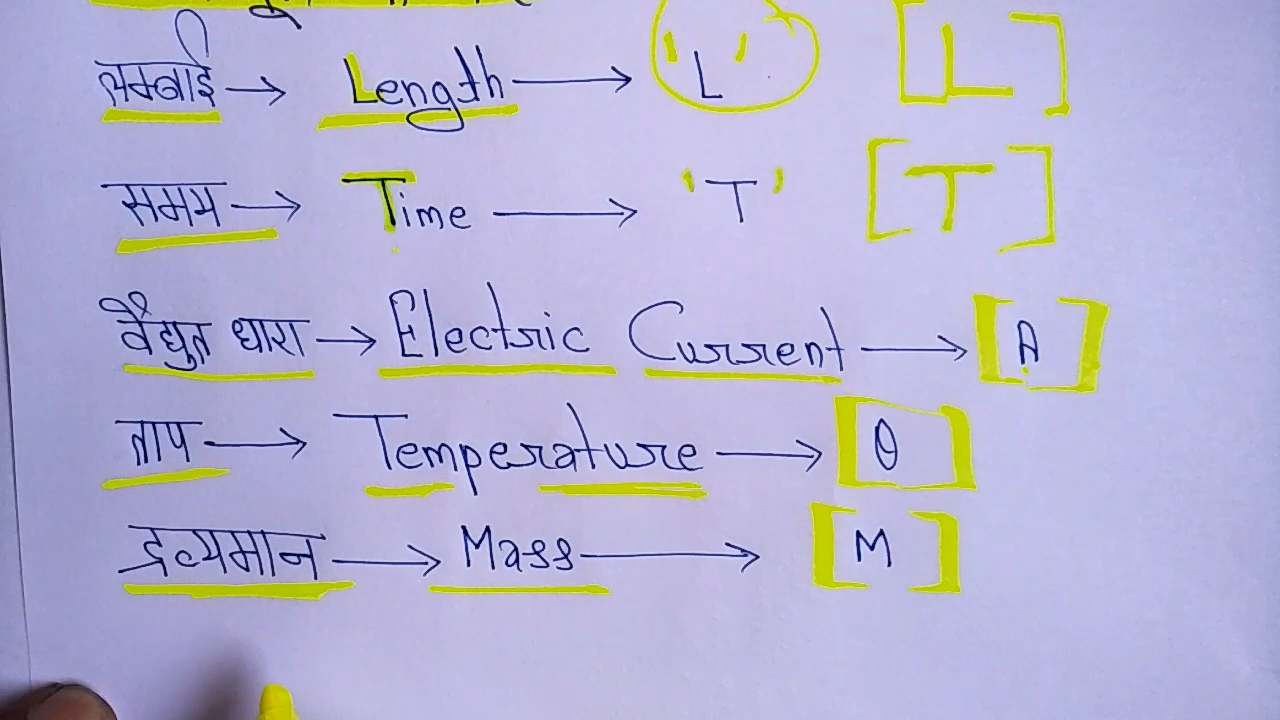 लम्बाई → Length → 'L' [L]
समय → Time → 'T' [T]
वैद्युत धारा → Electric Current → [A]
ताप → Temperature → [θ]
द्रव्यमान → Mass → [M]